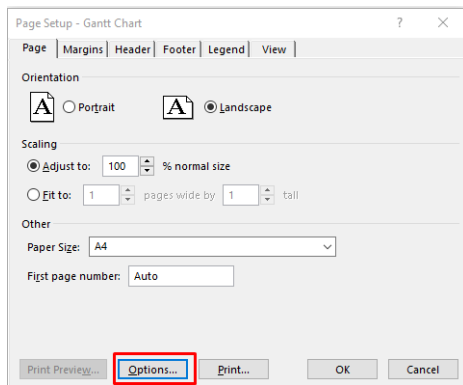 Page Setup - Gantt Chart ?
Page Margins Header Footer Legend View
Orientation
A Portrait A Landscape
Scaling
Adjust to: 100 % normal size
Fit to: 1 pages wide by 1 tall
Other
Paper Size: A4
First page number: Auto
Print Preview... Options... Print... OK Cancel